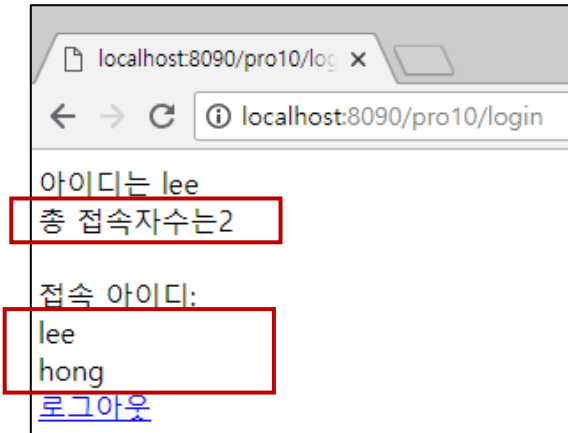 localhost:8090/pro10/log
localhost:8090/pro10/login
아이디는 lee
총 접속자수는2
접속 아이디:
lee
hong
로그아웃